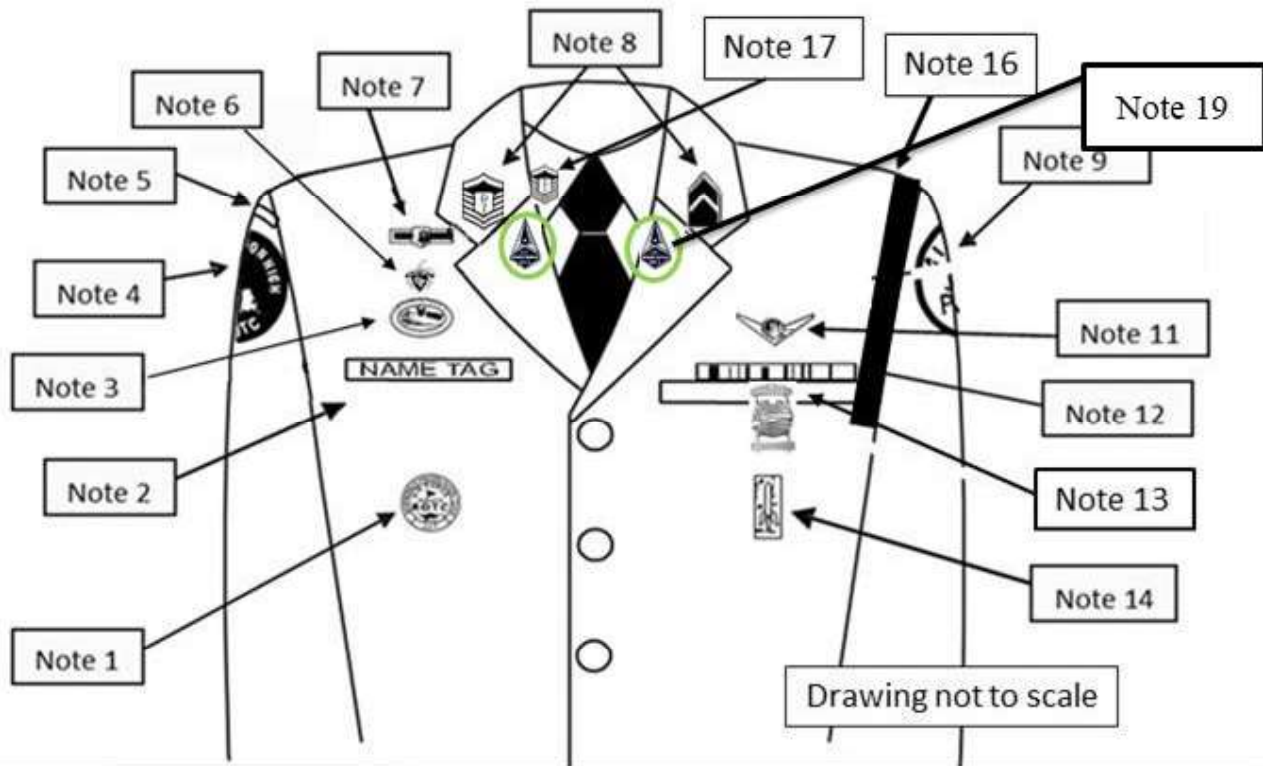 Note 8
Note 17
Note 16
Note 19
Note 7
Note 6
Note 9
Note 5
Note 4
Note 11
Note 3
NAME TAG
Note 12
Note 2
Note 13
Note 14
Note 1
Drawing not to scale